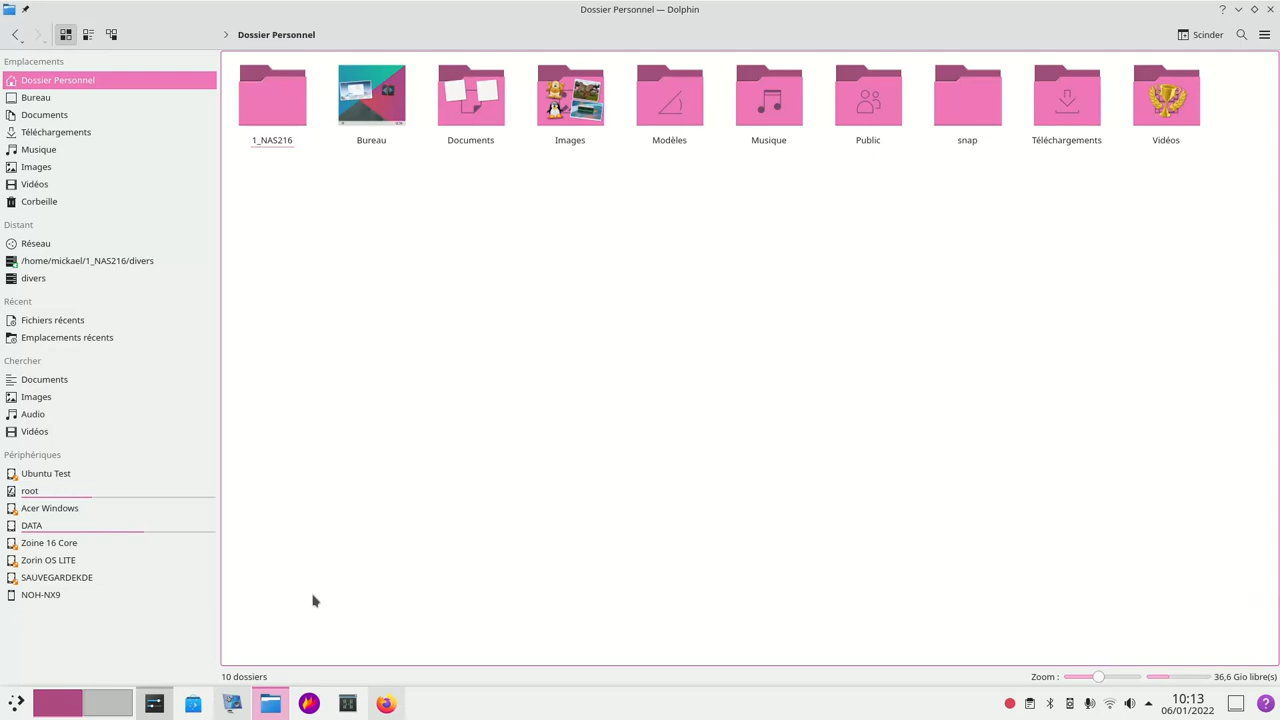 Dossier Personnel — Dolphin
Dossier Personnel
Scinder
Emplacements
Dossier Personnel
Bureau
Documents
Téléchargements
Musique
Images
Vidéos
Corbeille
Distant
Réseau
/home/mickael/1_NAS216/divers
divers
Récent
Fichiers récents
Emplacements récents
Chercher
Documents
Images
Audio
Vidéos
Périphériques
Ubuntu Test
root
Acer Windows
DATA
Zoine 16 Core
Zorin OS LITE
SAUVEGARDEKDE
NOH-NX9
1_NAS216
Bureau
Documents
Images
Modèles
Musique
Public
snap
Téléchargements
Vidéos
10 dossiers
Zoom :
36,6 Gio libre(s)
10:13
06/01/2022